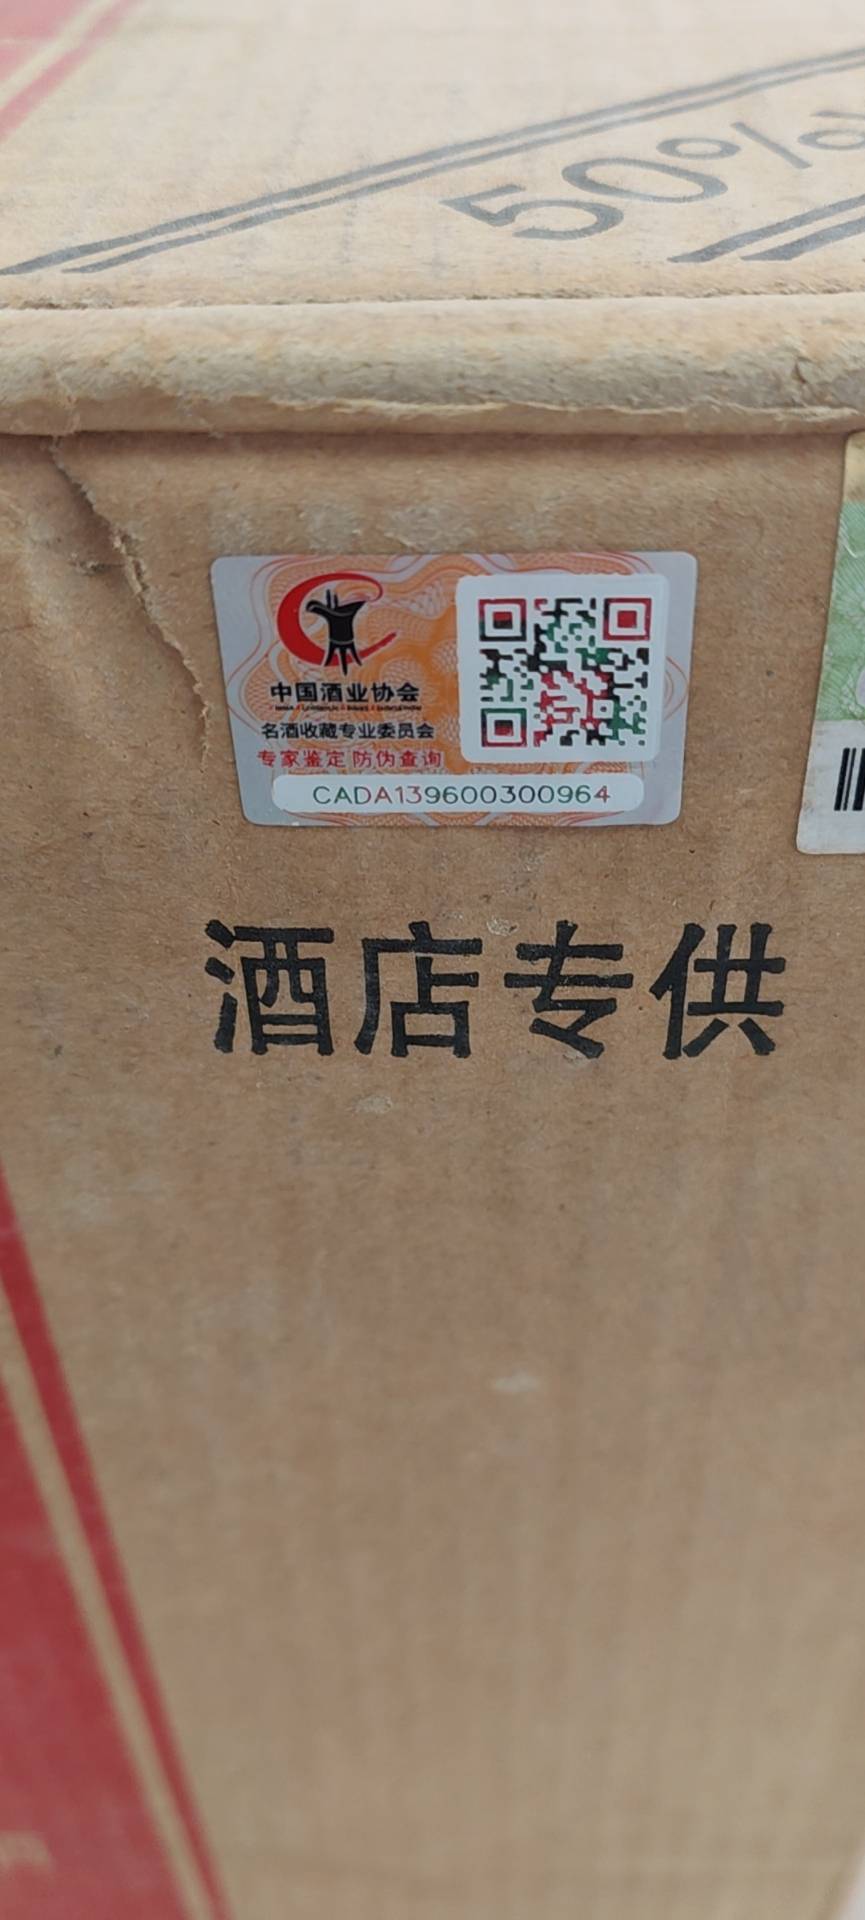 50%
中国酒业协会
名酒收藏专业委员会
专家鉴定 防伪查询
CADA139600300964
酒店专供